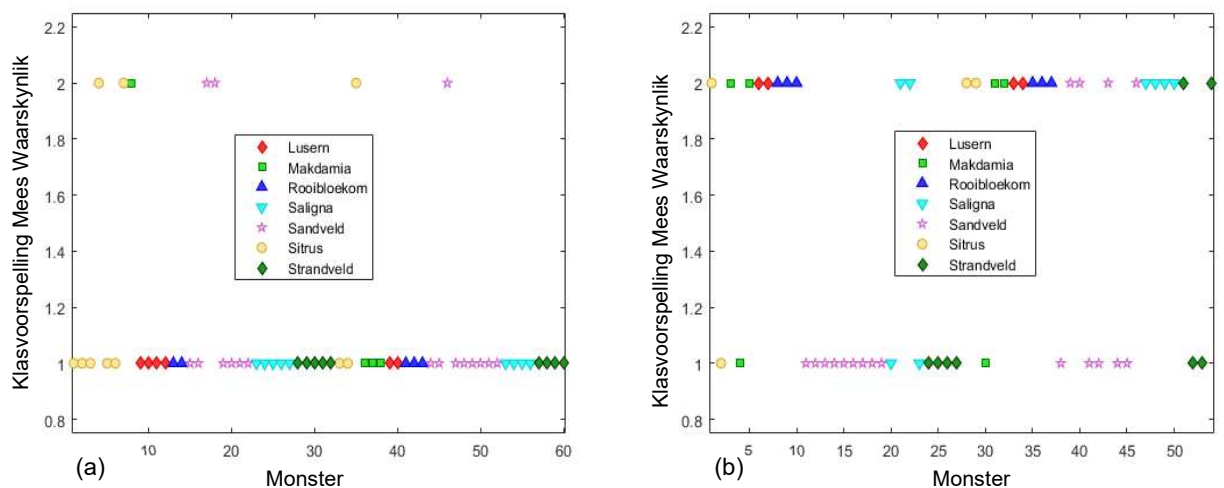 Klasvoorspelling Mees Waarskynlik
2.2
2
1.8
1.6
1.4
1.2
1
0.8
Lusern
Makdamia
Rooibloekom
Saligna
Sandveld
Sitrus
Strandveld
10 20 30 40 50 60
(a)
Monster
Klasvoorspelling Mees Waarskynlik
2.2
2
1.8
1.6
1.4
1.2
1
0.8
Lusern
Makdamia
Rooibloekom
Saligna
Sandveld
Sitrus
Strandveld
5 10 15 20 25 30 35 40 45 50
(b)
Monster